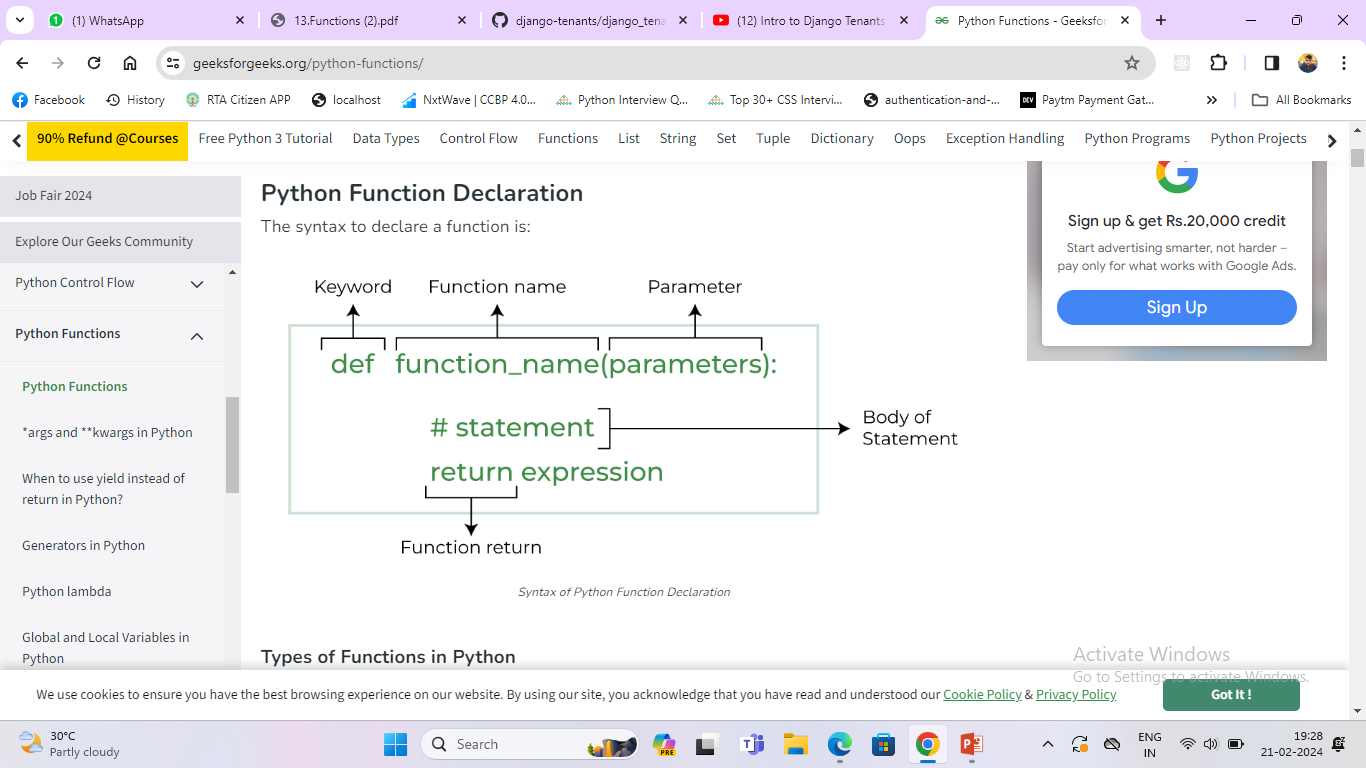 (1) WhatsApp
13.Functions (2).pdf
django-tenants/django_tena
(12) Intro to Django Tenants
Python Functions - Geeksfor
geeksforgeeks.org/python-functions/
Facebook
History
RTA Citizen APP
localhost
NxtWave | CCBP 4.0...
Python Interview Q...
Top 30+ CSS Intervi...
authentication-and-...
DEV
Paytm Payment Gat...
All Bookmarks
90% Refund @Courses
Free Python 3 Tutorial
Data Types
Control Flow
Functions
List
String
Set
Tuple
Dictionary
Oops
Exception Handling
Python Programs
Python Projects
Job Fair 2024
Explore Our Geeks Community
Python Control Flow
Python Functions
Python Functions
*args and **kwargs in Python
When to use yield instead of
return in Python?
Generators in Python
Python lambda
Global and Local Variables in
Python
Python Function Declaration
The syntax to declare a function is:
Keyword
Function name
Parameter
def function_name(parameters):
# statement
Body of
Statement
return expression
Function return
Syntax of Python Function Declaration
Types of Functions in Python
Sign up & get Rs.20,000 credit
Start advertising smarter, not harder –
pay only for what works with Google Ads.
Sign Up
Activate Windows
Go to Settings to activate Windows.
We use cookies to ensure you have the best browsing experience on our website. By using our site, you acknowledge that you have read and understood our Cookie Policy & Privacy Policy
Got It !
30°C
Partly cloudy
Search
PRE
ENG
IN
19:28
21-02-2024